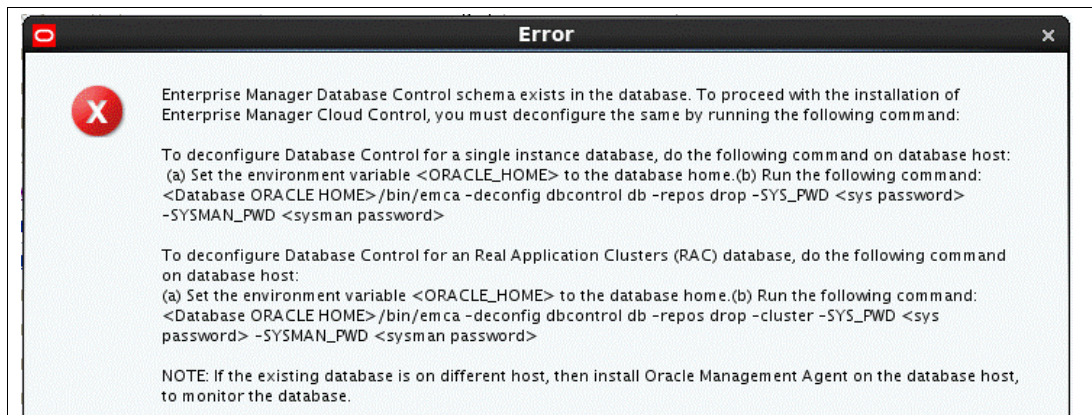 Error
Enterprise Manager Database Control schema exists in the database. To proceed with the installation of
Enterprise Manager Cloud Control, you must deconfigure the same by running the following command:
To deconfigure Database Control for a single instance database, do the following command on database host:
(a) Set the environment variable <ORACLE_HOME> to the database home.(b) Run the following command:
<Database ORACLE HOME>/bin/emca -deconfig dbcontrol db -repos drop -SYS_PWD <sys password>
-SYSMAN_PWD <sysman password>
To deconfigure Database Control for an Real Application Clusters (RAC) database, do the following command
on database host:
(a) Set the environment variable <ORACLE_HOME> to the database home.(b) Run the following command:
<Database ORACLE HOME>/bin/emca -deconfig dbcontrol db -repos drop -cluster -SYS_PWD <sys
password> -SYSMAN_PWD <sysman password>
NOTE: If the existing database is on different host, then install Oracle Management Agent on the database host,
to monitor the database.